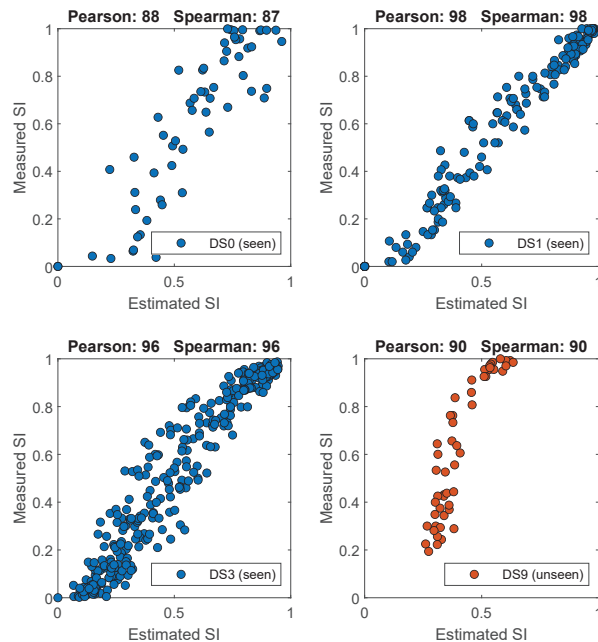 Pearson: 88 Spearman: 87
1
0.8
0.6
0.4
0.2
0
0
0.5
1
Measured SI
Estimated SI
DS0 (seen)
Pearson: 98 Spearman: 98
1
0.8
0.6
0.4
0.2
0
0
0.5
1
Measured SI
Estimated SI
DS1 (seen)
Pearson: 96 Spearman: 96
1
0.8
0.6
0.4
0.2
0
0
0.5
1
Measured SI
Estimated SI
DS3 (seen)
Pearson: 90 Spearman: 90
1
0.8
0.6
0.4
0.2
0
0
0.5
1
Measured SI
Estimated SI
DS9 (unseen)